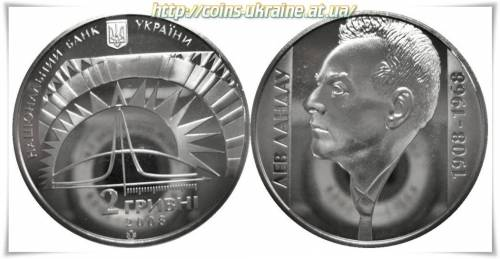 http://coins-ukraine.at.ua/
НАЦІОНАЛЬНИЙ БАНК УКРАЇНИ
2 ГРИВНІ
2008
ЛЕВ ЛАНДАУ
1908-1968